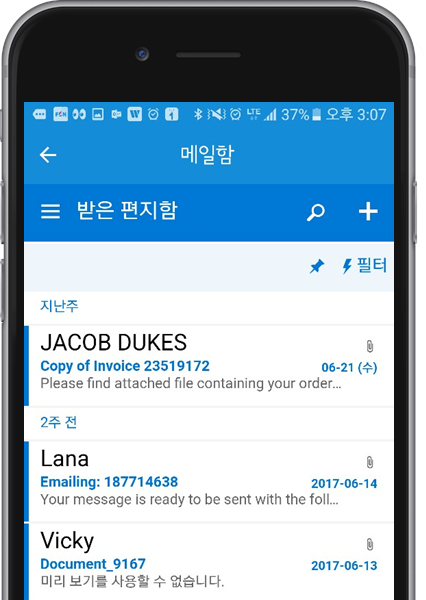 LTE 37% 오후 3:07
메일함
받은 편지함
필터
지난주
JACOB DUKES
Copy of Invoice 23519172
06-21 (수)
Please find attached file containing your order...
2주 전
Lana
Emailing: 187714638
2017-06-14
Your message is ready to be sent with the foll...
Vicky
Document_9167
2017-06-13
미리 보기를 사용할 수 없습니다.